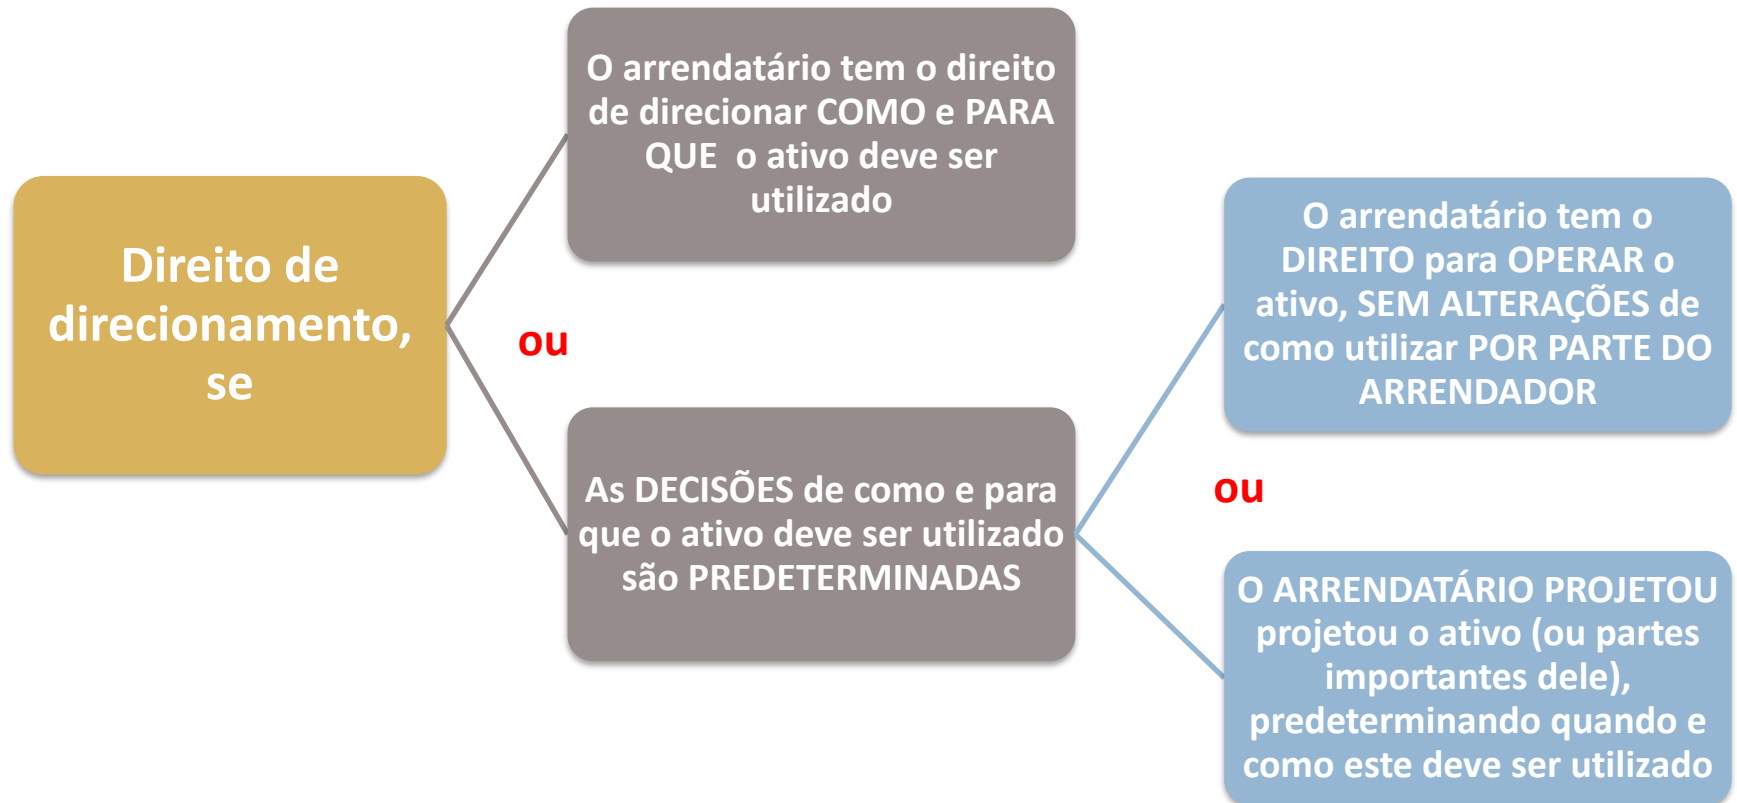 Direito de
direcionamento,
se
O arrendatário tem o direito
de direcionar COMO e PARA
QUE  o ativo deve ser
utilizado
ou
As DECISÕES de como e para
que o ativo deve ser utilizado
são PREDETERMINADAS
O arrendatário tem o
DIREITO para OPERAR o
ativo, SEM ALTERAÇÕES de
como utilizar POR PARTE DO
ARRENDADOR
ou
O ARRENDATÁRIO PROJETOU
projetou o ativo (ou partes
importantes dele),
predeterminando quando e
como este deve ser utilizado